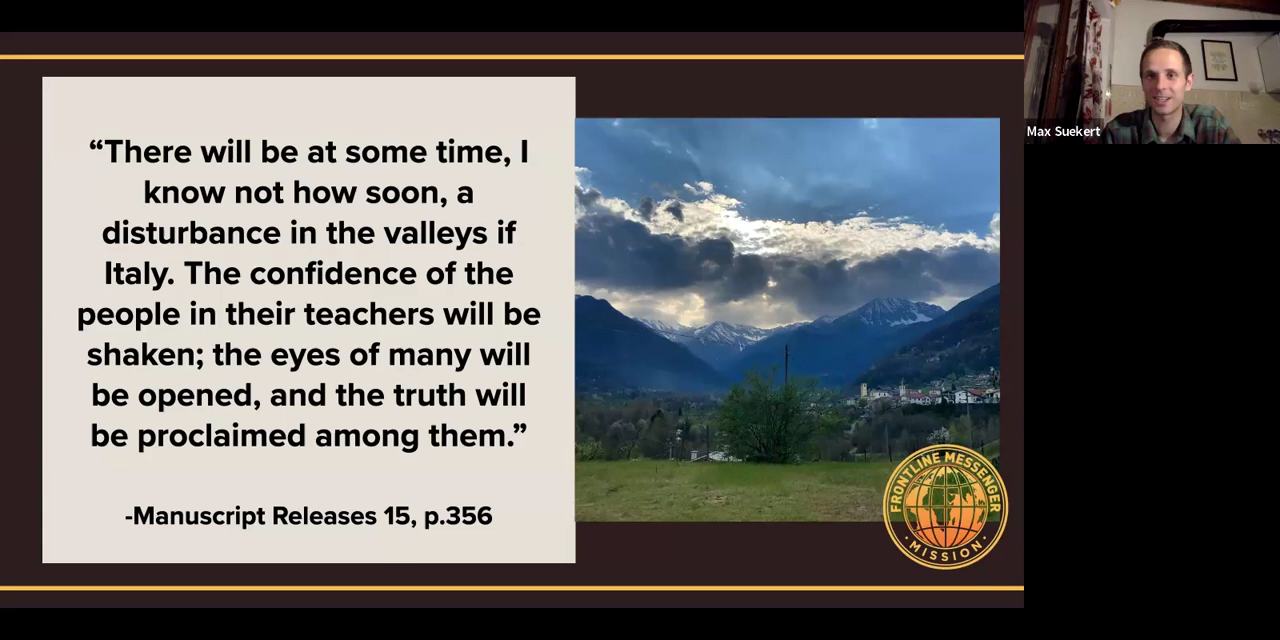 “There will be at some time, I
know not how soon, a
disturbance in the valleys if
Italy. The confidence of the
people in their teachers will be
shaken; the eyes of many will
be opened, and the truth will
be proclaimed among them.”
-Manuscript Releases 15, p.356
FRONTLINE MESSENGER
• MISSION •
Max Suekert